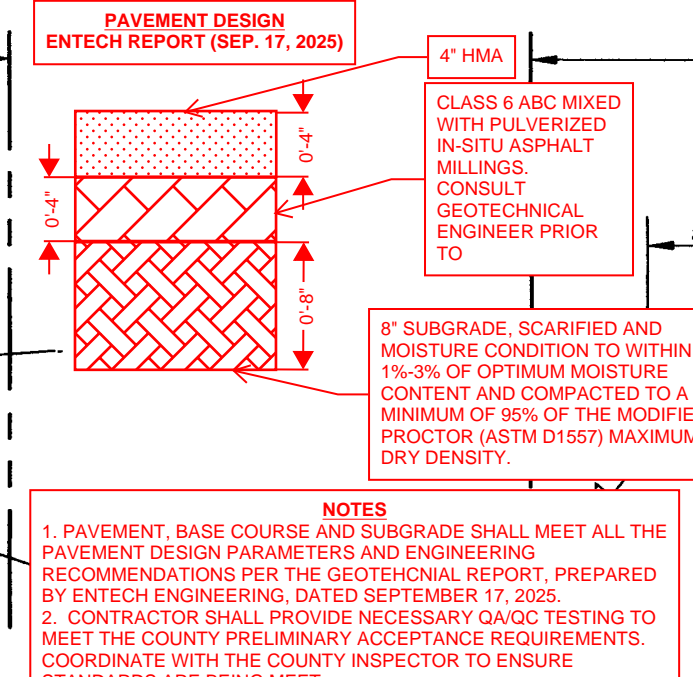 PAVEMENT DESIGN
ENTECH REPORT (SEP. 17, 2025)
4" HMA
CLASS 6 ABC MIXED
WITH PULVERIZED
IN-SITU ASPHALT
MILLINGS.
CONSULT
GEOTECHNICAL
ENGINEER PRIOR
TO
0'-4"
0'-4"
0'-8"
8" SUBGRADE, SCARIFIED AND
MOISTURE CONDITION TO WITHIN
1%-3% OF OPTIMUM MOISTURE
CONTENT AND COMPACTED TO A
MINIMUM OF 95% OF THE MODIFIE
PROCTOR (ASTM D1557) MAXIMUM
DRY DENSITY.
NOTES
1. PAVEMENT, BASE COURSE AND SUBGRADE SHALL MEET ALL THE
PAVEMENT DESIGN PARAMETERS AND ENGINEERING
RECOMMENDATIONS PER THE GEOTEHCNIAL REPORT, PREPARED
BY ENTECH ENGINEERING, DATED SEPTEMBER 17, 2025.
2. CONTRACTOR SHALL PROVIDE NECESSARY QA/QC TESTING TO
MEET THE COUNTY PRELIMINARY ACCEPTANCE REQUIREMENTS.
COORDINATE WITH THE COUNTY INSPECTOR TO ENSURE
STANDARDS ARE BEING MEET